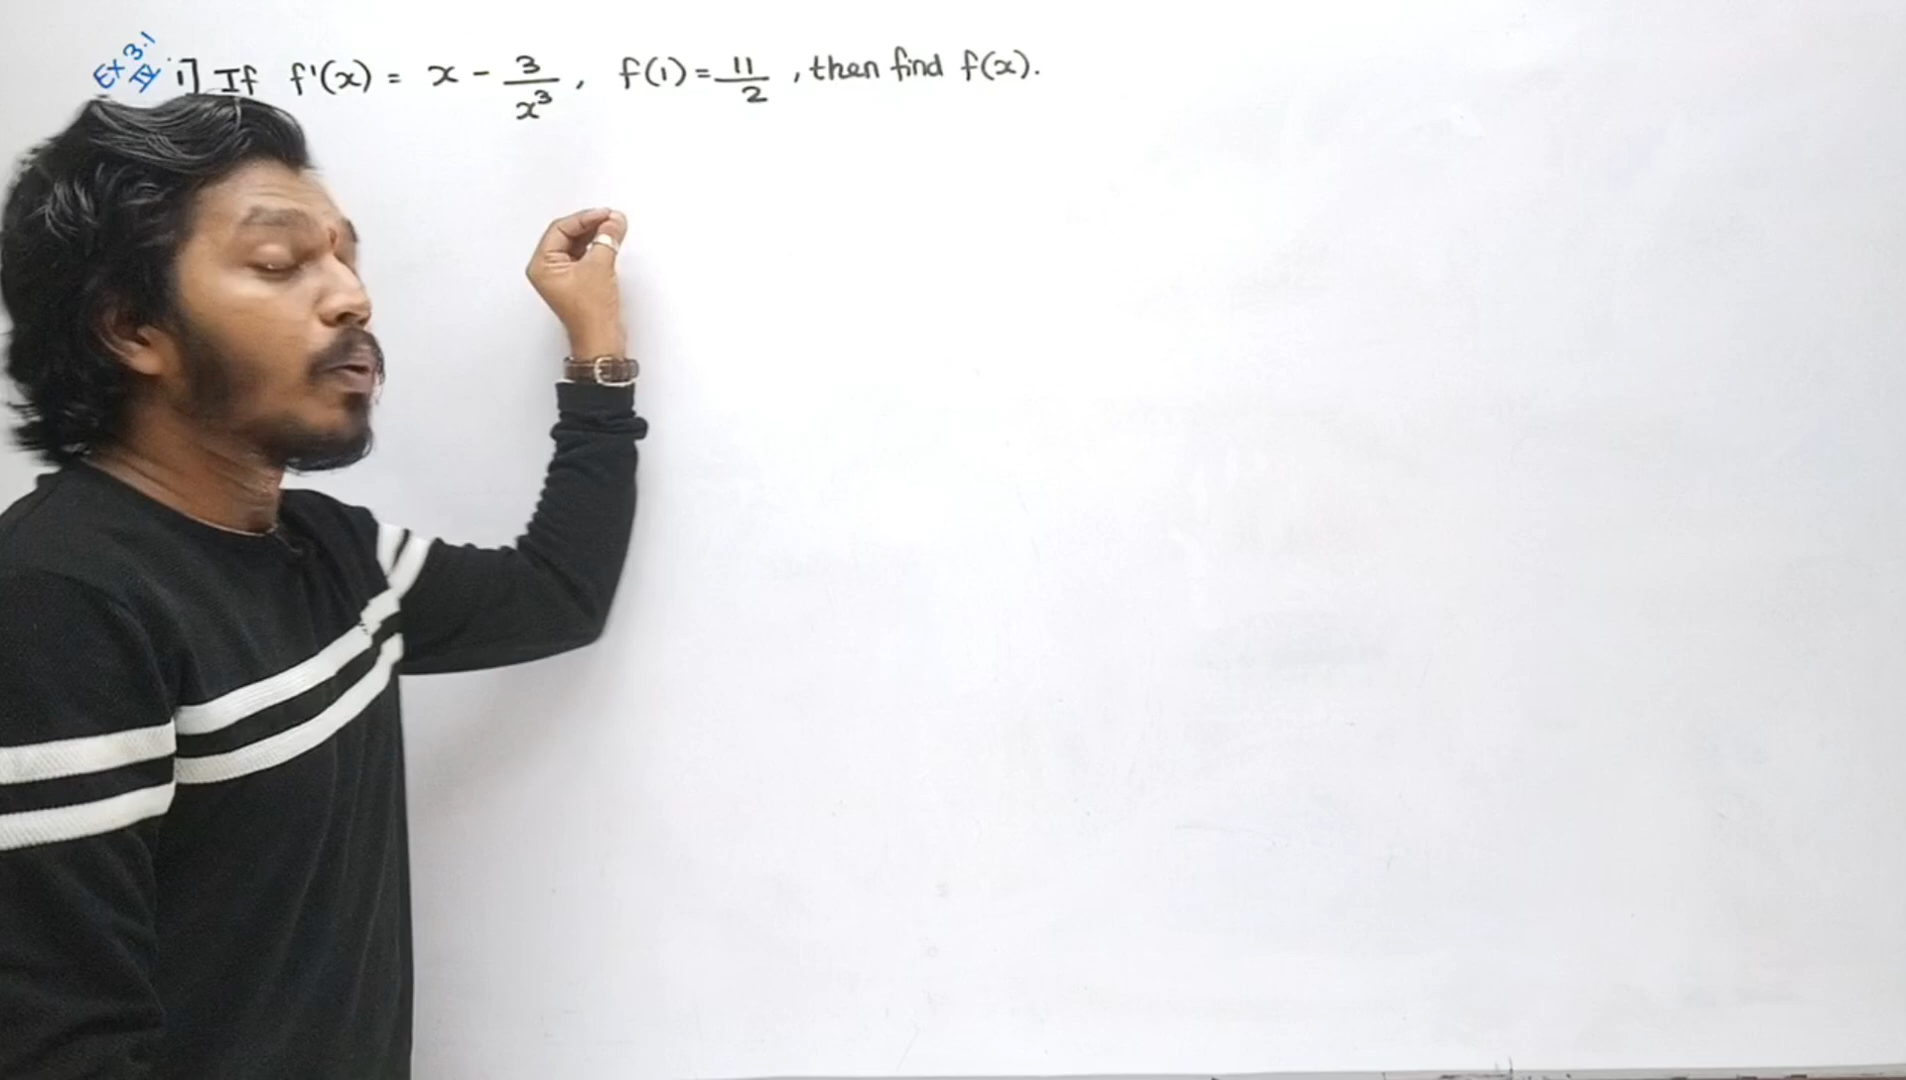 Ex 3.1
IV
i] If f'(x) = x - 3/x³, f(1) = 11/2, then find f(x).